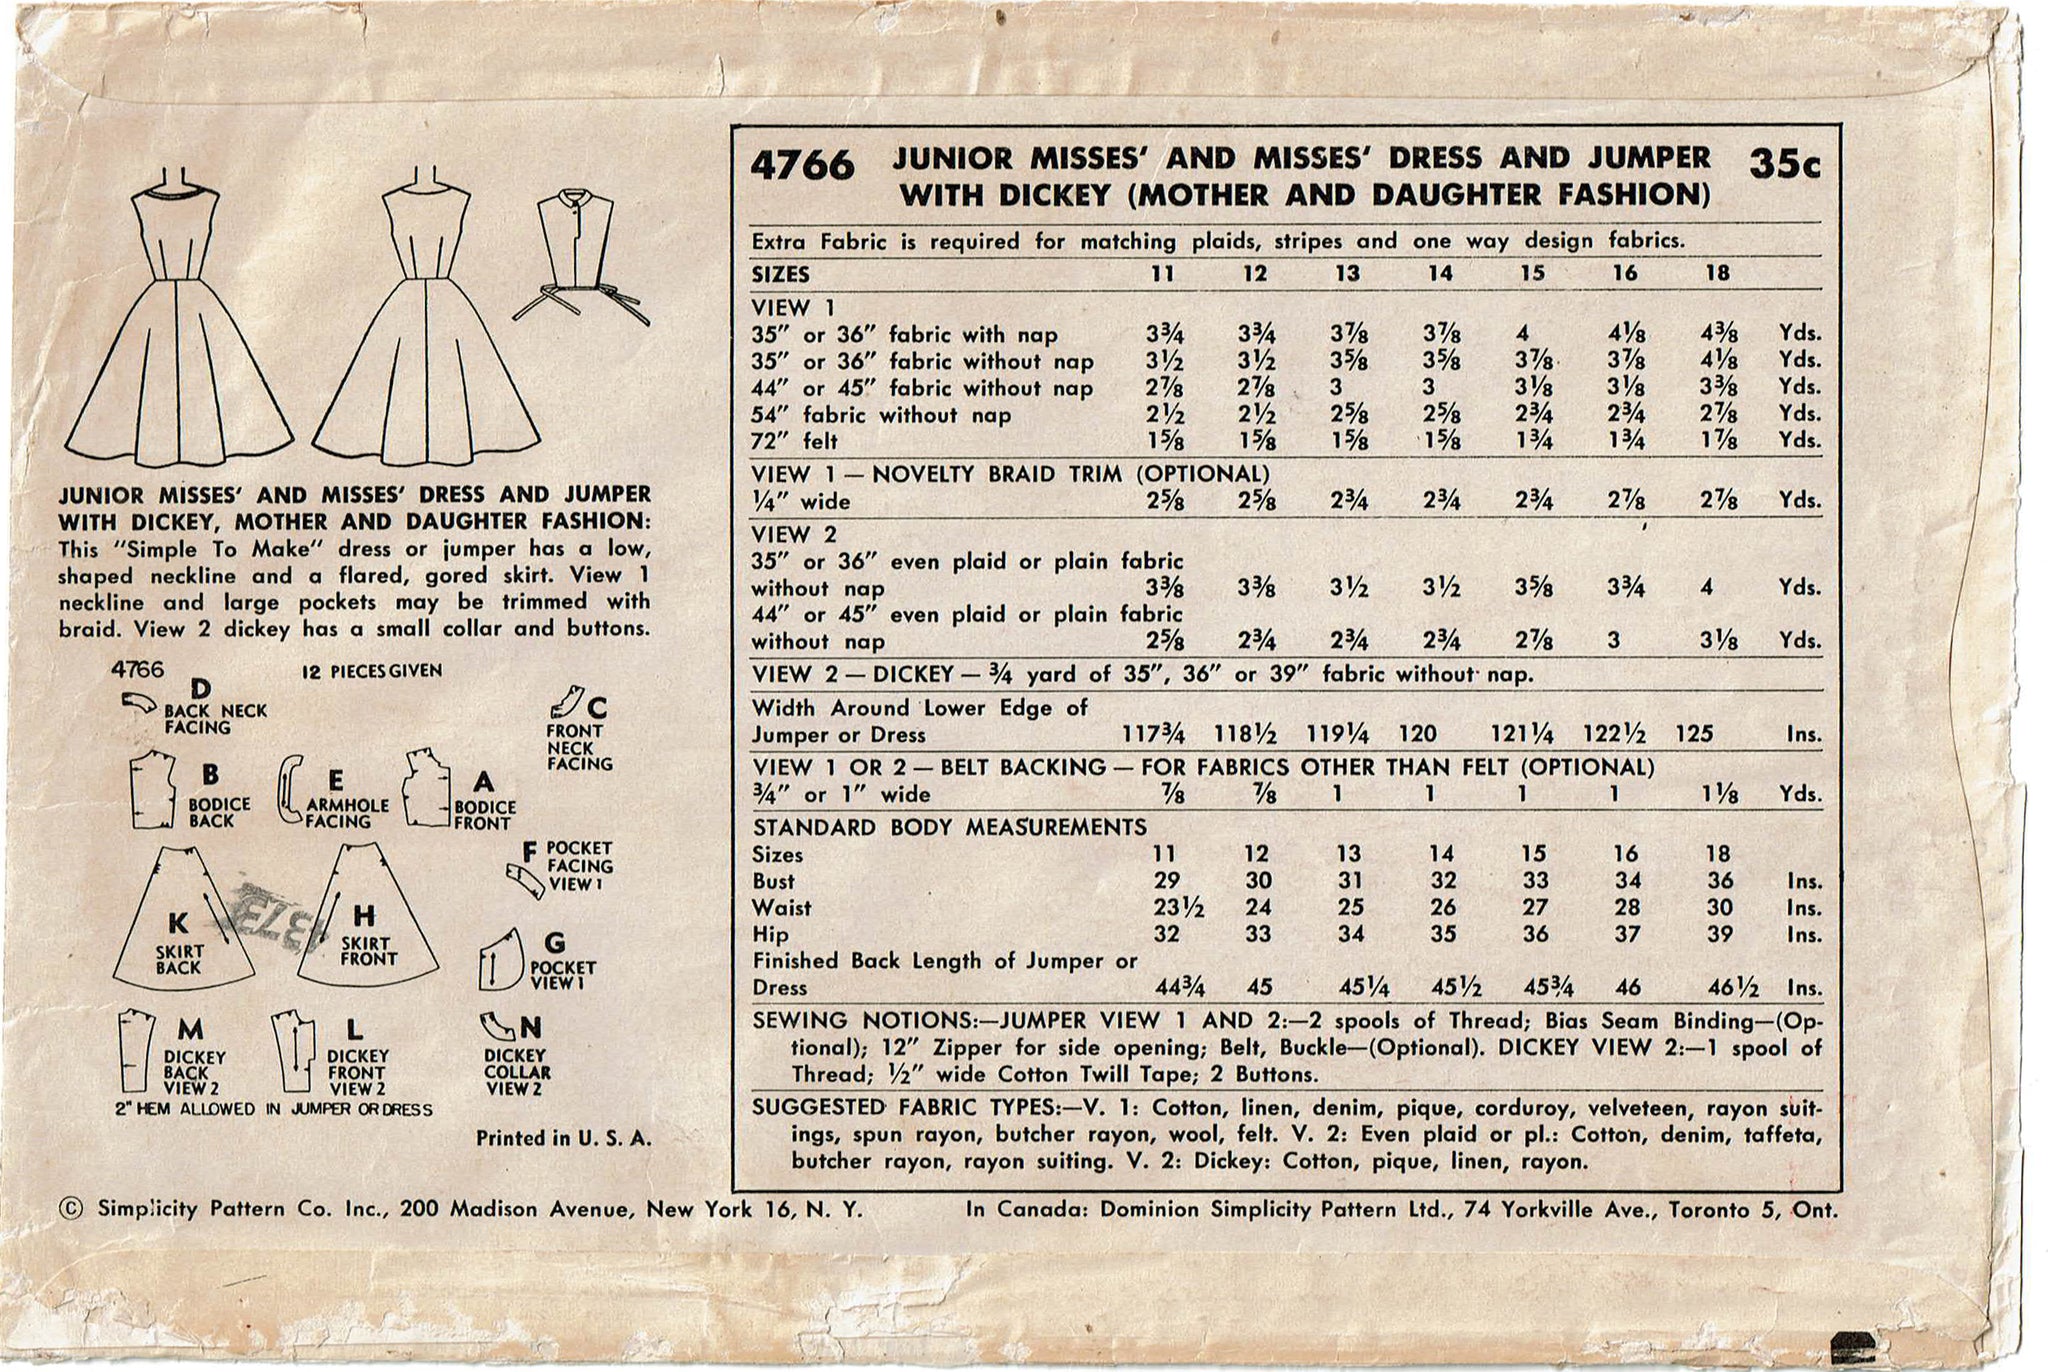 JUNIOR MISSES' AND MISSES' DRESS AND JUMPER
WITH DICKEY, MOTHER AND DAUGHTER FASHION:
This "Simple To Make" dress or jumper has a low,
shaped neckline and a flared, gored skirt. View 1
neckline and large pockets may be trimmed with
braid. View 2 dickey has a small collar and buttons.
4766 12 PIECES GIVEN
D
BACK NECK
FACING
C
FRONT
NECK
FACING
B
BODICE
BACK
E
ARMHOLE
FACING
A
BODICE
FRONT
F POCKET
FACING
VIEW 1
K
SKIRT
BACK
H
SKIRT
FRONT
G
POCKET
VIEW 1
M
DICKEY
BACK
VIEW 2
L
DICKEY
FRONT
VIEW 2
N
DICKEY
COLLAR
VIEW 2
2" HEM ALLOWED IN JUMPER OR DRESS
Printed in U. S. A.
4766 JUNIOR MISSES' AND MISSES' DRESS AND JUMPER 35c
WITH DICKEY (MOTHER AND DAUGHTER FASHION)
Extra Fabric is required for matching plaids, stripes and one way design fabrics.
SIZES 11 12 13 14 15 16 18
VIEW 1
35" or 36" fabric with nap 3¾ 3¾ 3⅞ 3⅞ 4 4⅛ 4⅜ Yds.
35" or 36" fabric without nap 3½ 3½ 3⅝ 3⅝ 3⅞ 3⅞ 4⅛ Yds.
44" or 45" fabric without nap 2⅞ 2⅞ 3 3 3⅛ 3⅛ 3⅜ Yds.
54" fabric without nap 2½ 2½ 2⅝ 2⅝ 2¾ 2¾ 2⅞ Yds.
72" felt 1⅝ 1⅝ 1⅝ 1⅝ 1¾ 1¾ 1⅞ Yds.
VIEW 1 — NOVELTY BRAID TRIM (OPTIONAL)
¼" wide 2⅝ 2⅝ 2¾ 2¾ 2¾ 2⅞ 2⅞ Yds.
VIEW 2
35" or 36" even plaid or plain fabric
without nap 3⅜ 3⅜ 3½ 3½ 3⅝ 3¾ 4 Yds.
44" or 45" even plaid or plain fabric
without nap 2⅝ 2¾ 2¾ 2¾ 2⅞ 3 3⅛ Yds.
VIEW 2 — DICKEY — ¾ yard of 35", 36" or 39" fabric without nap.
Width Around Lower Edge of
Jumper or Dress 117¾ 118½ 119¼ 120 121¼ 122½ 125 Ins.
VIEW 1 OR 2 — BELT BACKING — FOR FABRICS OTHER THAN FELT (OPTIONAL)
¾" or 1" wide ⅞ ⅞ 1 1 1 1 1⅛ Yds.
STANDARD BODY MEASUREMENTS
Sizes 11 12 13 14 15 16 18
Bust 29 30 31 32 33 34 36 Ins.
Waist 23½ 24 25 26 27 28 30 Ins.
Hip 32 33 34 35 36 37 39 Ins.
Finished Back Length of Jumper or
Dress 44¾ 45 45¼ 45½ 45¾ 46 46½ Ins.
SEWING NOTIONS:—JUMPER VIEW 1 AND 2:—2 spools of Thread; Bias Seam Binding—(Op-
tional); 12" Zipper for side opening; Belt, Buckle—(Optional). DICKEY VIEW 2:—1 spool of
Thread; ½" wide Cotton Twill Tape; 2 Buttons.
SUGGESTED FABRIC TYPES:—V. 1: Cotton, linen, denim, pique, corduroy, velveteen, rayon suit-
ings, spun rayon, butcher rayon, wool, felt. V. 2: Even plaid or pl.: Cotton, denim, taffeta,
butcher rayon, rayon suiting. V. 2: Dickey: Cotton, pique, linen, rayon.
© Simplicity Pattern Co. Inc., 200 Madison Avenue, New York 16, N. Y. In Canada: Dominion Simplicity Pattern Ltd., 74 Yorkville Ave., Toronto 5, Ont.